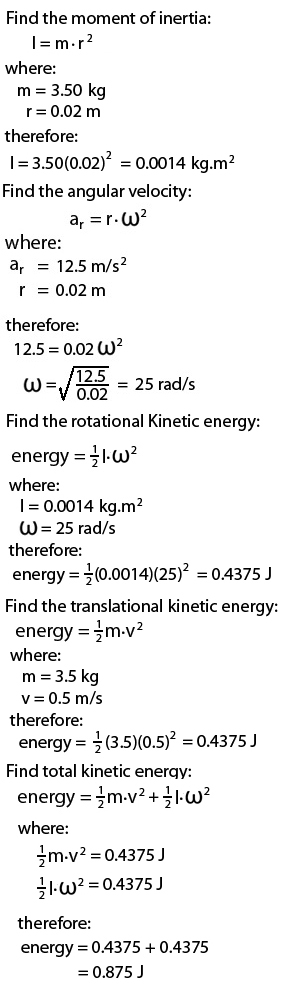 Find the moment of inertia:
I = m · r²
where:
m = 3.50 kg
r = 0.02 m
therefore:
I = 3.50(0.02)² = 0.0014 kg.m²
Find the angular velocity:
aᵣ = r · ω²
where:
aᵣ = 12.5 m/s²
r = 0.02 m
therefore:
12.5 = 0.02 ω²
ω = √(12.5/0.02) = 25 rad/s
Find the rotational Kinetic energy:
energy = ½I·ω²
where:
I = 0.0014 kg.m²
ω = 25 rad/s
therefore:
energy = ½(0.0014)(25)² = 0.4375 J
Find the translational kinetic energy:
energy = ½m·v²
where:
m = 3.5 kg
v = 0.5 m/s
therefore:
energy = ½ (3.5)(0.5)² = 0.4375 J
Find total kinetic energy:
energy = ½m·v² + ½I·ω²
where:
½m·v² = 0.4375 J
½I·ω² = 0.4375 J
therefore:
energy = 0.4375 + 0.4375
= 0.875 J